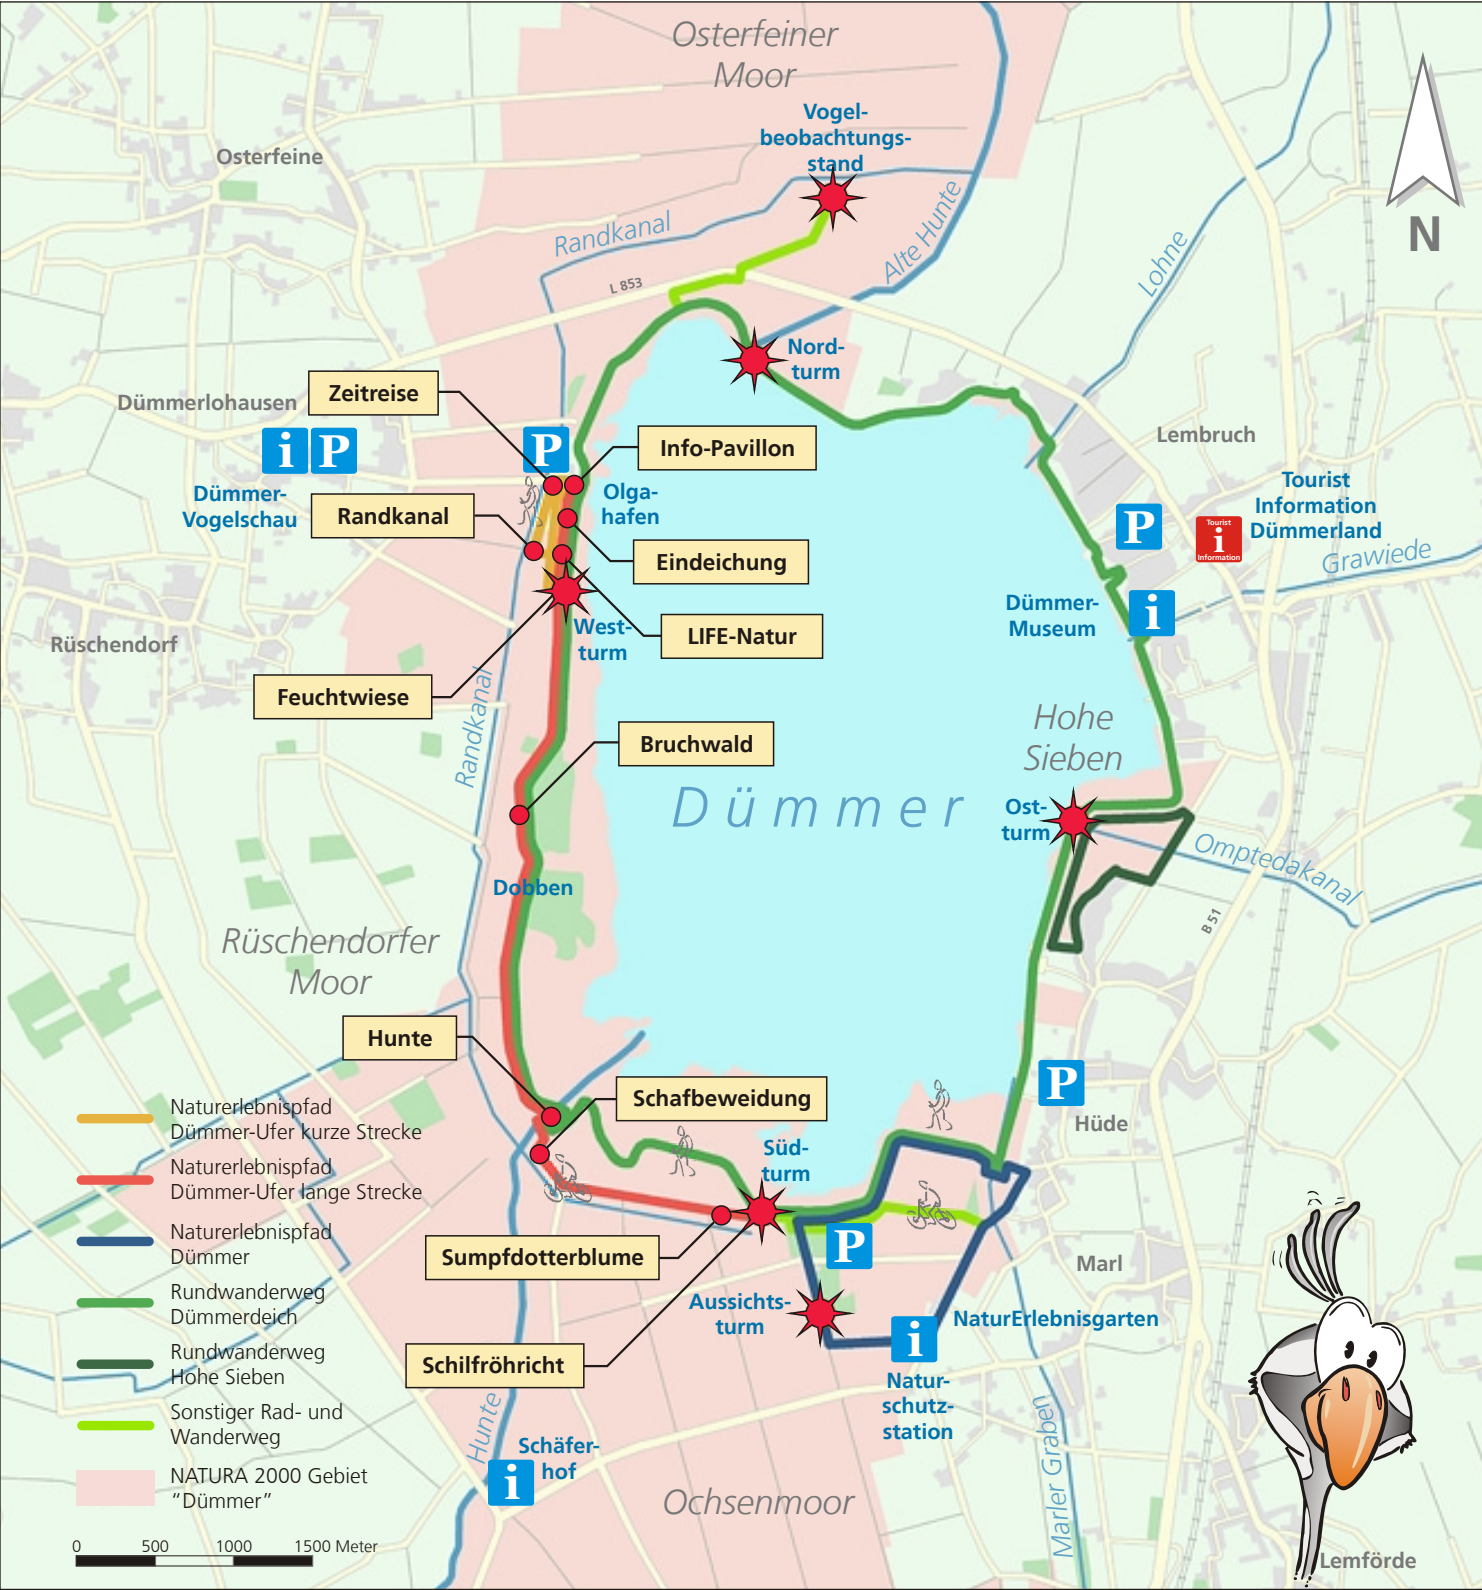 Osterfeiner
Moor
Vogel-
beobachtungs-
stand
Osterfeine
Randkanal
Alte Hunte
Lohne
N
L 853
Nord-
turm
Zeitreise
Dümmerlohausen
i P
P
Info-Pavillon
Lembruch
Dümmer-
Vogelschau
Randkanal
Olga-
hafen
Tourist
Information
Dümmerland
P
Tourist
i
Information
Eindeichung
Grawiede
Dümmer-
Museum
i
West-
turm
LIFE-Natur
Rüschendorf
Feuchtwiese
Randkanal
Bruchwald
Hohe
Sieben
Dümmer
Ost-
turm
Omptedakanal
Dobben
B 51
Rüschendorfer
Moor
Hunte
Schafbeweidung
P
Hüde
Süd-
turm
Sumpfdotterblume
P
Marl
Aussichts-
turm
NaturErlebnisgarten
i
Schilfröhricht
Natur-
schutz-
station
Hunte
Schäfer-
hof
i
Marler Graben
Ochsenmoor
Lemförde
Naturerlebnispfad
Dümmer-Ufer kurze Strecke
Naturerlebnispfad
Dümmer-Ufer lange Strecke
Naturerlebnispfad
Dümmer
Rundwanderweg
Dümmerdeich
Rundwanderweg
Hohe Sieben
Sonstiger Rad- und
Wanderweg
NATURA 2000 Gebiet
“Dümmer”
0 500 1000 1500 Meter